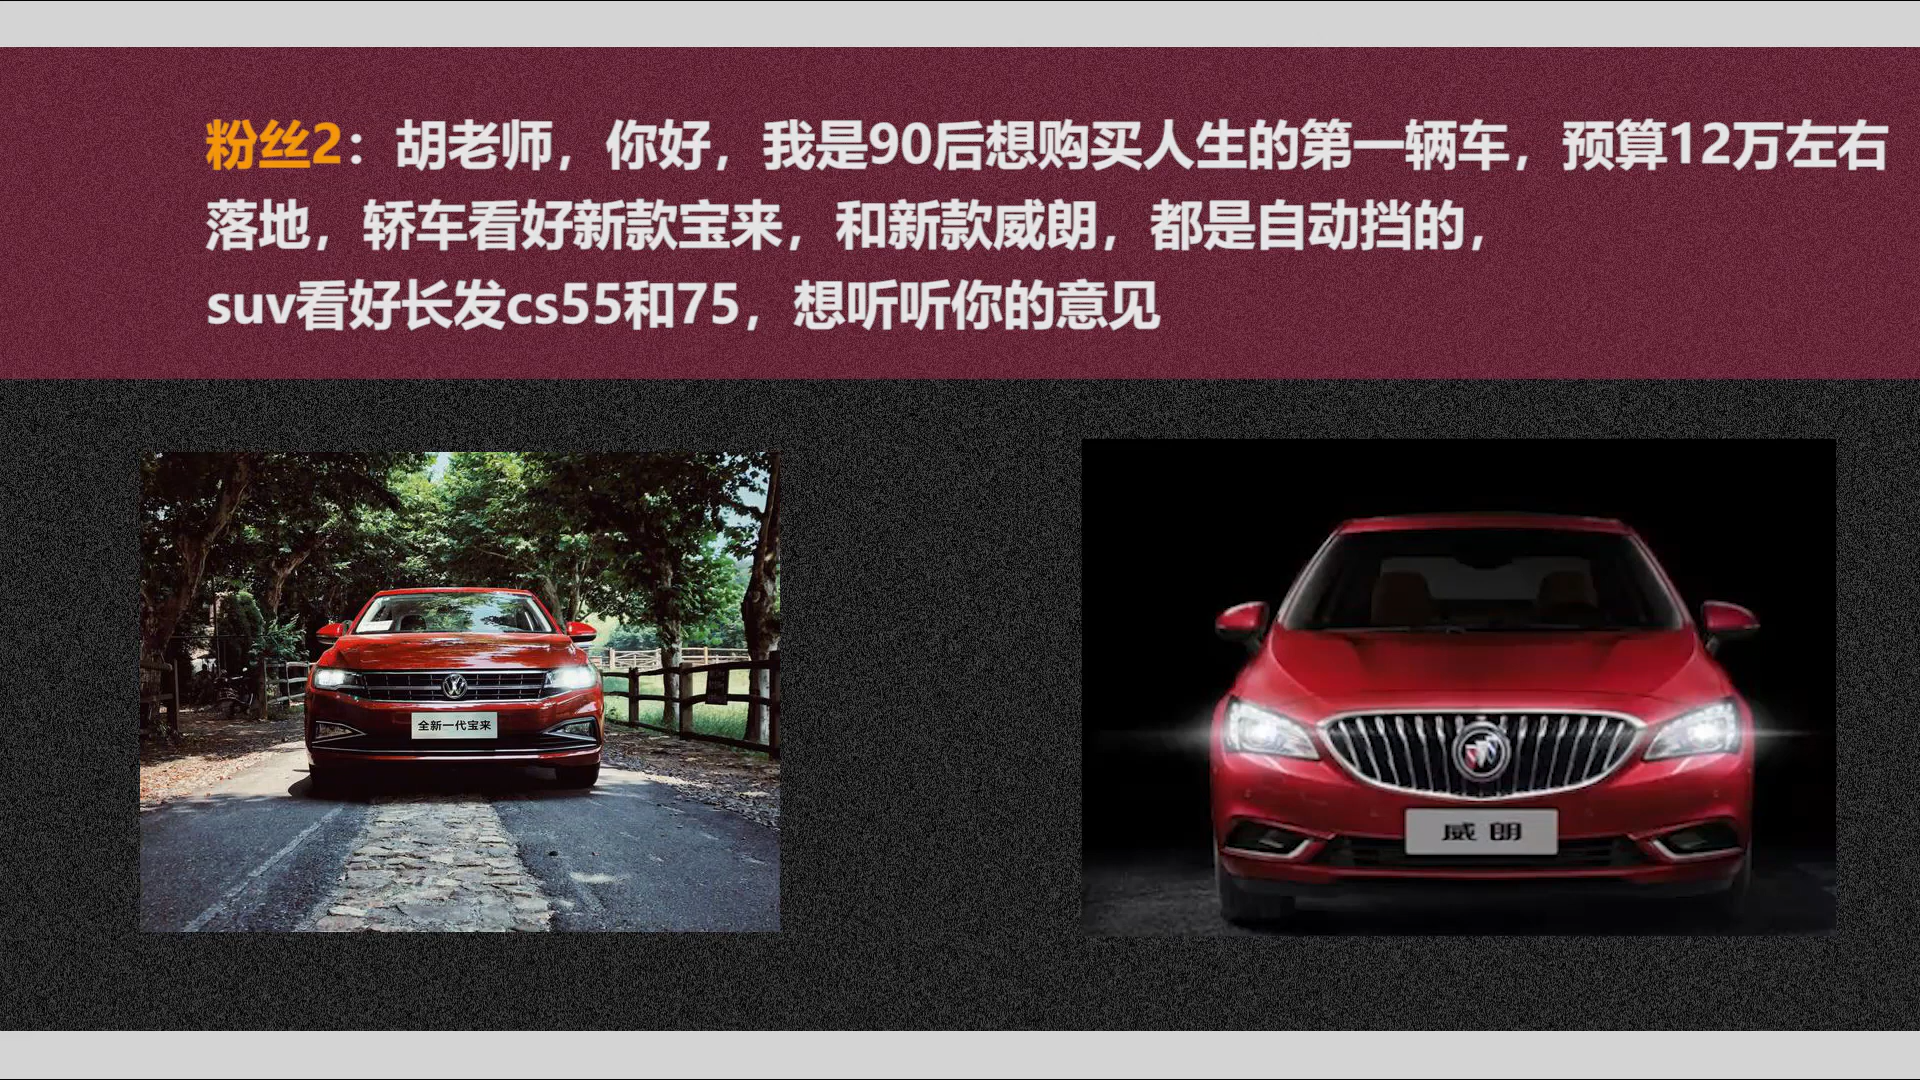 粉丝2：胡老师，你好，我是90后想购买人生的第一辆车，预算12万左右
落地，轿车看好新款宝来，和新款威朗，都是自动挡的，
suv看好长发cs55和75，想听听你的意见
全新一代宝来
威 朗